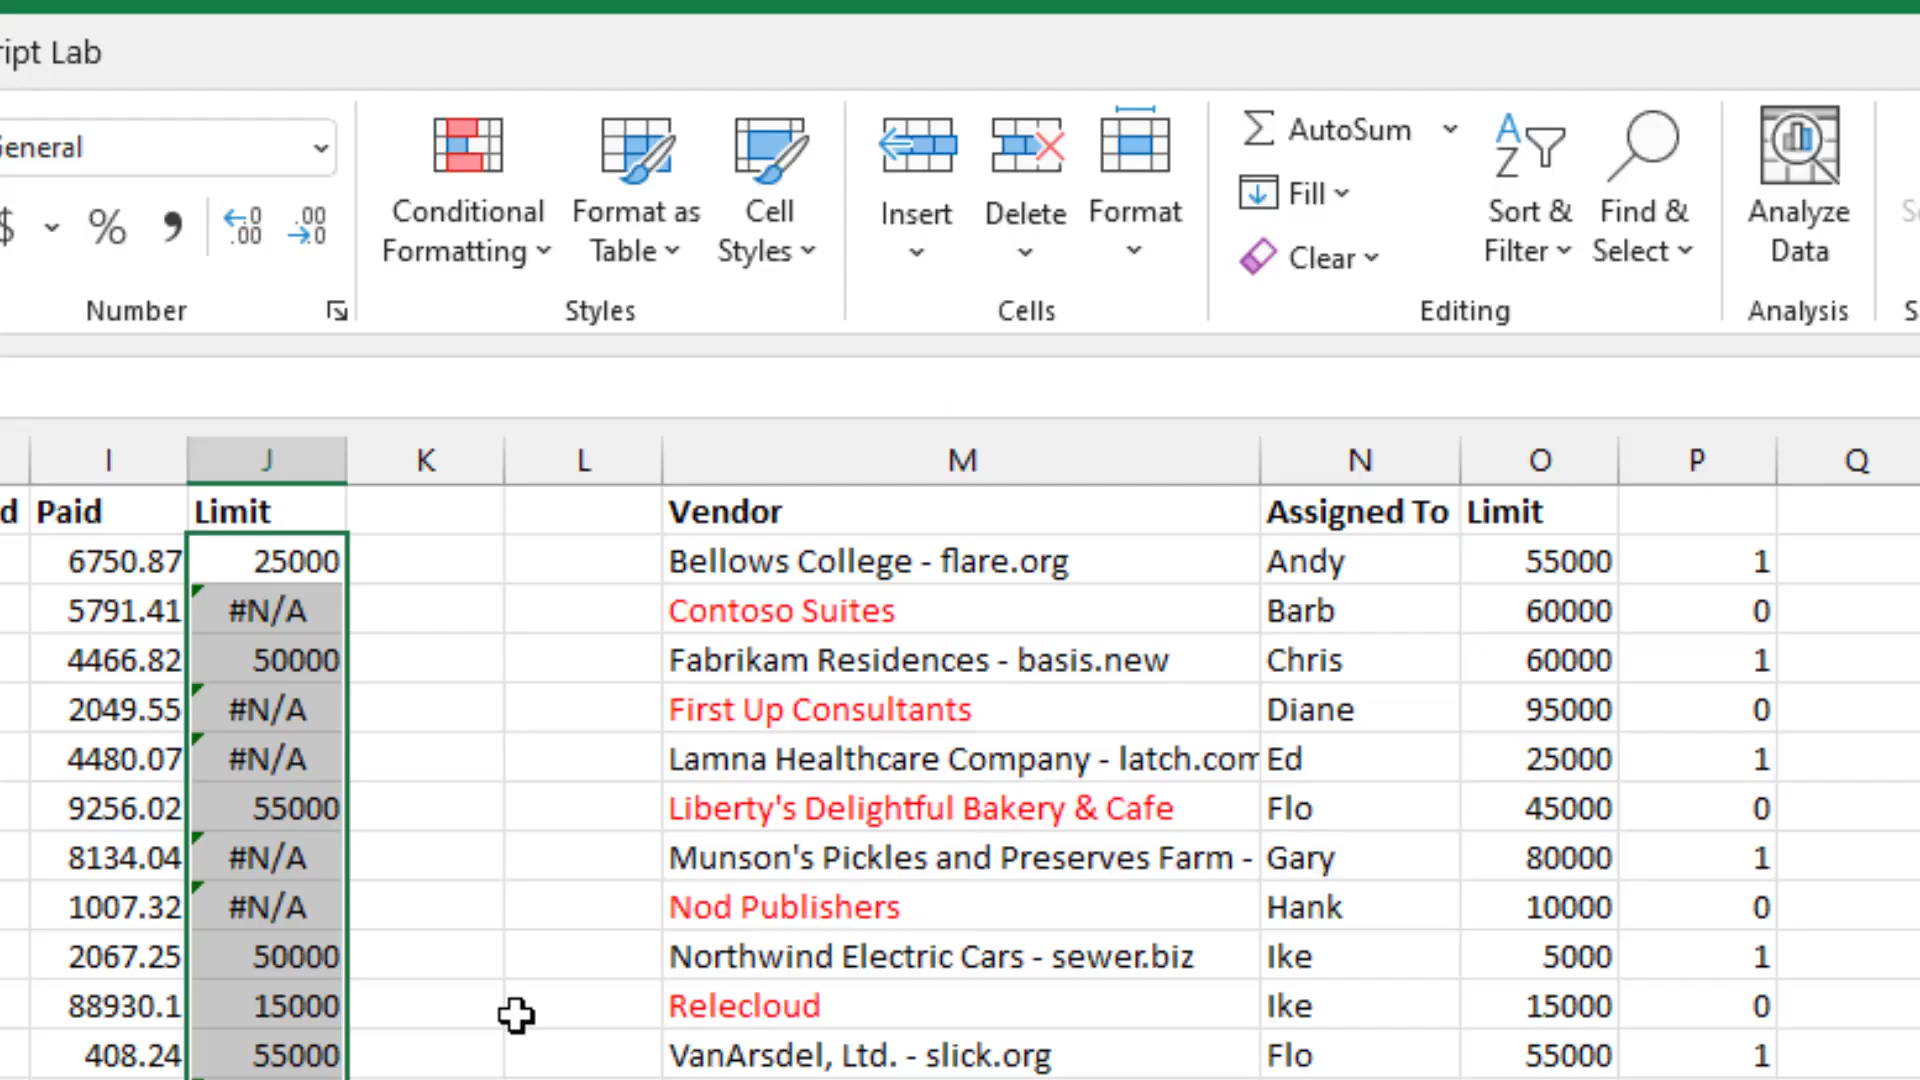 ript Lab
General
AutoSum
$ % , .00 .00
Fill
Conditional Formatting
Format as Table
Cell Styles
Insert
Delete
Format
Sort & Filter
Find & Select
Analyze Data
Clear
Number
Styles
Cells
Editing
Analysis
S
I J K L M N O P Q
d Paid Limit Vendor Assigned To Limit
6750.87 25000 Bellows College - flare.org Andy 55000 1
5791.41 #N/A Contoso Suites Barb 60000 0
4466.82 50000 Fabrikam Residences - basis.new Chris 60000 1
2049.55 #N/A First Up Consultants Diane 95000 0
4480.07 #N/A Lamna Healthcare Company - latch.com Ed 25000 1
9256.02 55000 Liberty's Delightful Bakery & Cafe Flo 45000 0
8134.04 #N/A Munson's Pickles and Preserves Farm - Gary 80000 1
1007.32 #N/A Nod Publishers Hank 10000 0
2067.25 50000 Northwind Electric Cars - sewer.biz Ike 5000 1
88930.1 15000 Relecloud Ike 15000 0
408.24 55000 VanArsdel, Ltd. - slick.org Flo 55000 1